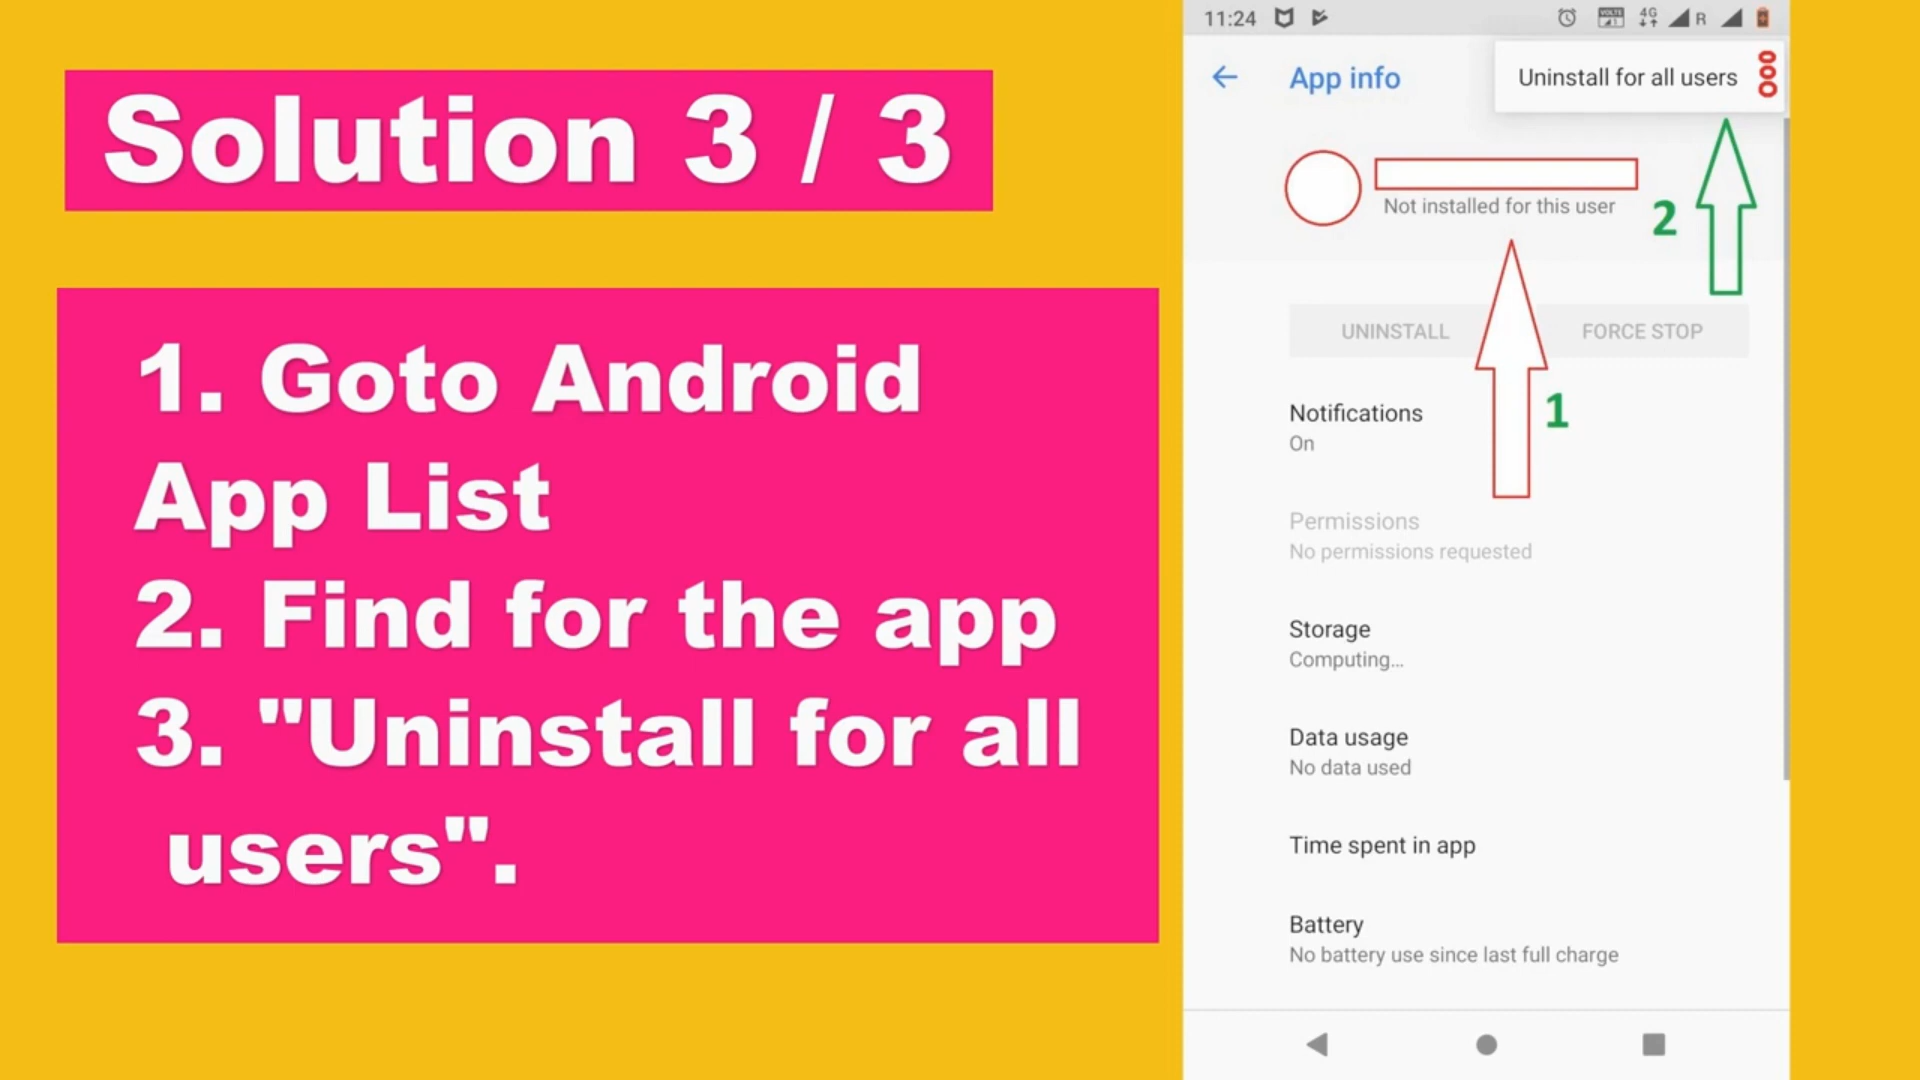 Solution 3 / 3
1. Goto Android
App List
2. Find for the app
3. "Uninstall for all
users".
11:24
VOLTE
1
4G
R
App info
Uninstall for all users
Not installed for this user
2
UNINSTALL
FORCE STOP
1
Notifications
On
Permissions
No permissions requested
Storage
Computing…
Data usage
No data used
Time spent in app
Battery
No battery use since last full charge